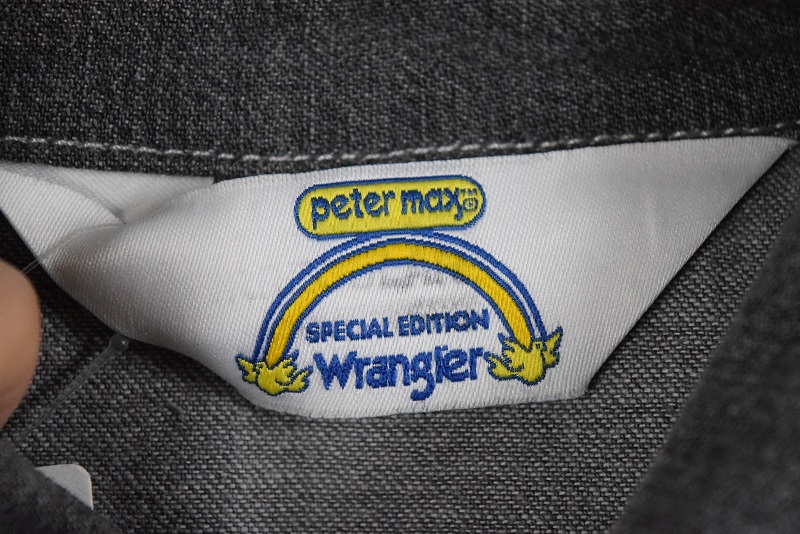 peter max
SPECIAL EDITION
Wrangler